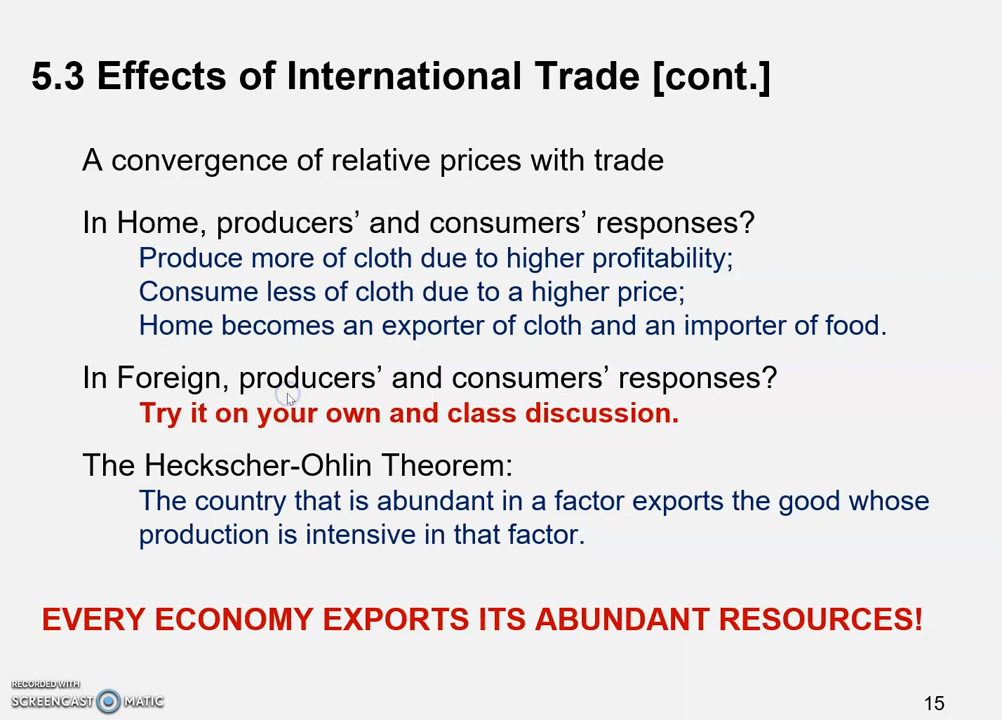 5.3 Effects of International Trade [cont.]
A convergence of relative prices with trade
In Home, producers’ and consumers’ responses?
Produce more of cloth due to higher profitability;
Consume less of cloth due to a higher price;
Home becomes an exporter of cloth and an importer of food.
In Foreign, producers’ and consumers’ responses?
Try it on your own and class discussion.
The Heckscher-Ohlin Theorem:
The country that is abundant in a factor exports the good whose
production is intensive in that factor.
EVERY ECONOMY EXPORTS ITS ABUNDANT RESOURCES!
RECORDED WITH
SCREENCAST MATIC
15